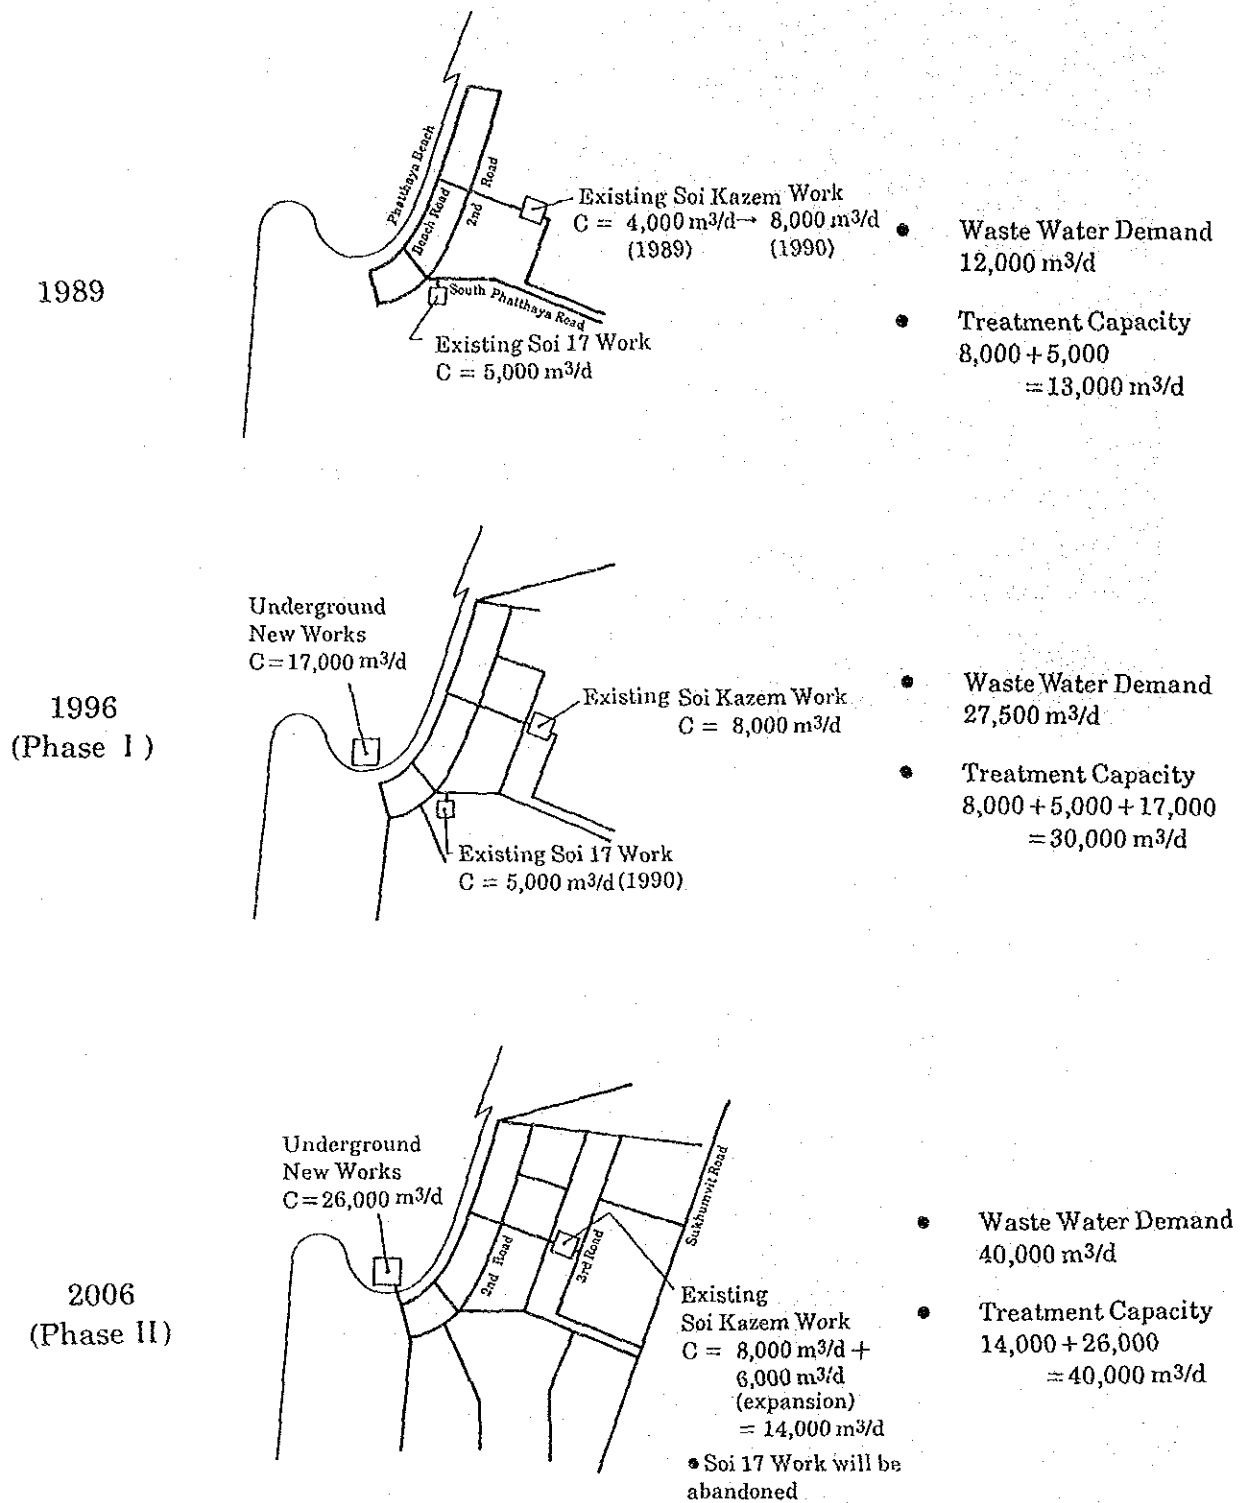 1989
Phatthaya Beach
Beach Road
2nd Road
Existing Soi Kazem Work
C = 4,000 m³/d → 8,000 m³/d
(1989) (1990)
South Phatthaya Road
Existing Soi 17 Work
C = 5,000 m³/d
• Waste Water Demand
12,000 m³/d
• Treatment Capacity
8,000 + 5,000
= 13,000 m³/d
1996
(Phase I)
Underground
New Works
C = 17,000 m³/d
Existing Soi Kazem Work
C = 8,000 m³/d
Existing Soi 17 Work
C = 5,000 m³/d (1990)
• Waste Water Demand
27,500 m³/d
• Treatment Capacity
8,000 + 5,000 + 17,000
= 30,000 m³/d
2006
(Phase II)
Underground
New Works
C = 26,000 m³/d
2nd Road
3rd Road
Sukhumvit Road
Existing
Soi Kazem Work
C = 8,000 m³/d +
6,000 m³/d
(expansion)
= 14,000 m³/d
• Soi 17 Work will be
abandoned
• Waste Water Demand
40,000 m³/d
• Treatment Capacity
14,000 + 26,000
= 40,000 m³/d